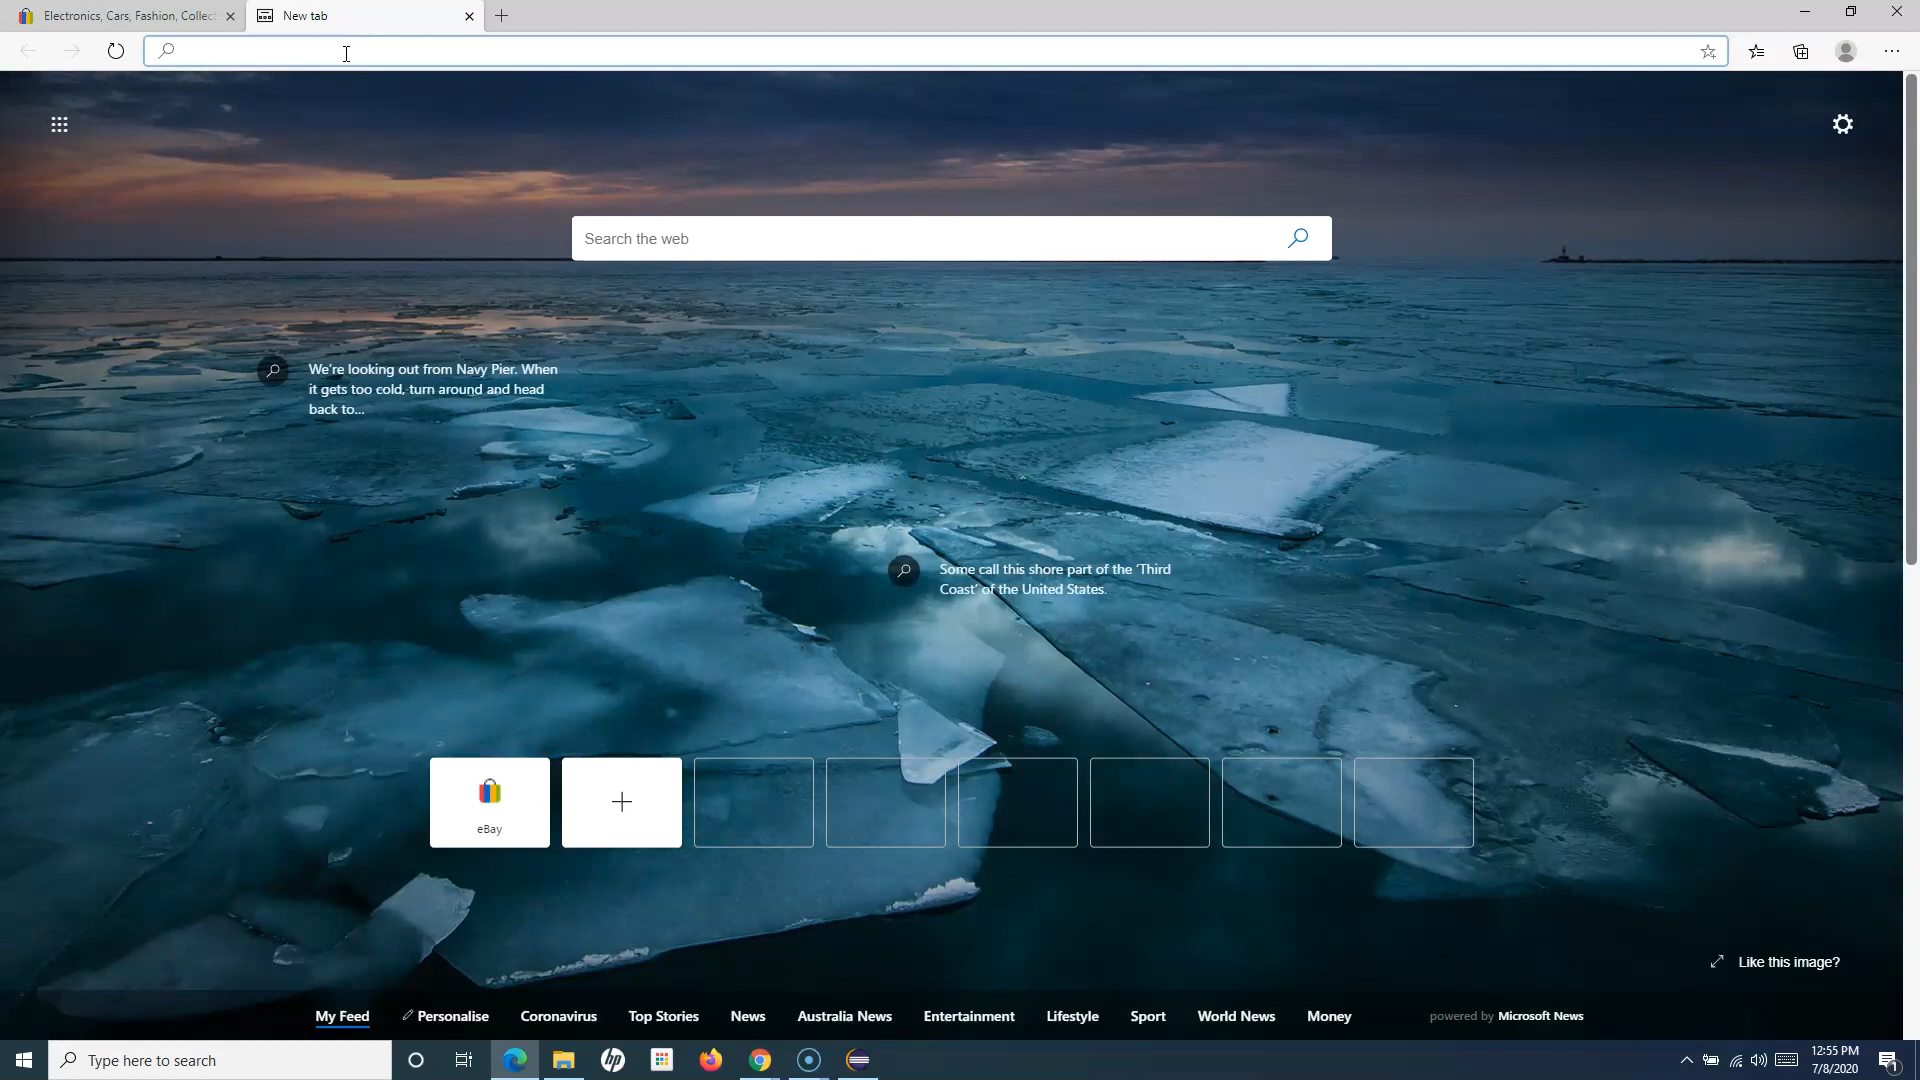 Electronics, Cars, Fashion, Collect
New tab
Search the web
We're looking out from Navy Pier. When
it gets too cold, turn around and head
back to...
Some call this shore part of the 'Third
Coast' of the United States.
eBay
Like this image?
My Feed
Personalise
Coronavirus
Top Stories
News
Australia News
Entertainment
Lifestyle
Sport
World News
Money
powered by Microsoft News
Type here to search
hp
12:55 PM
7/8/2020
1